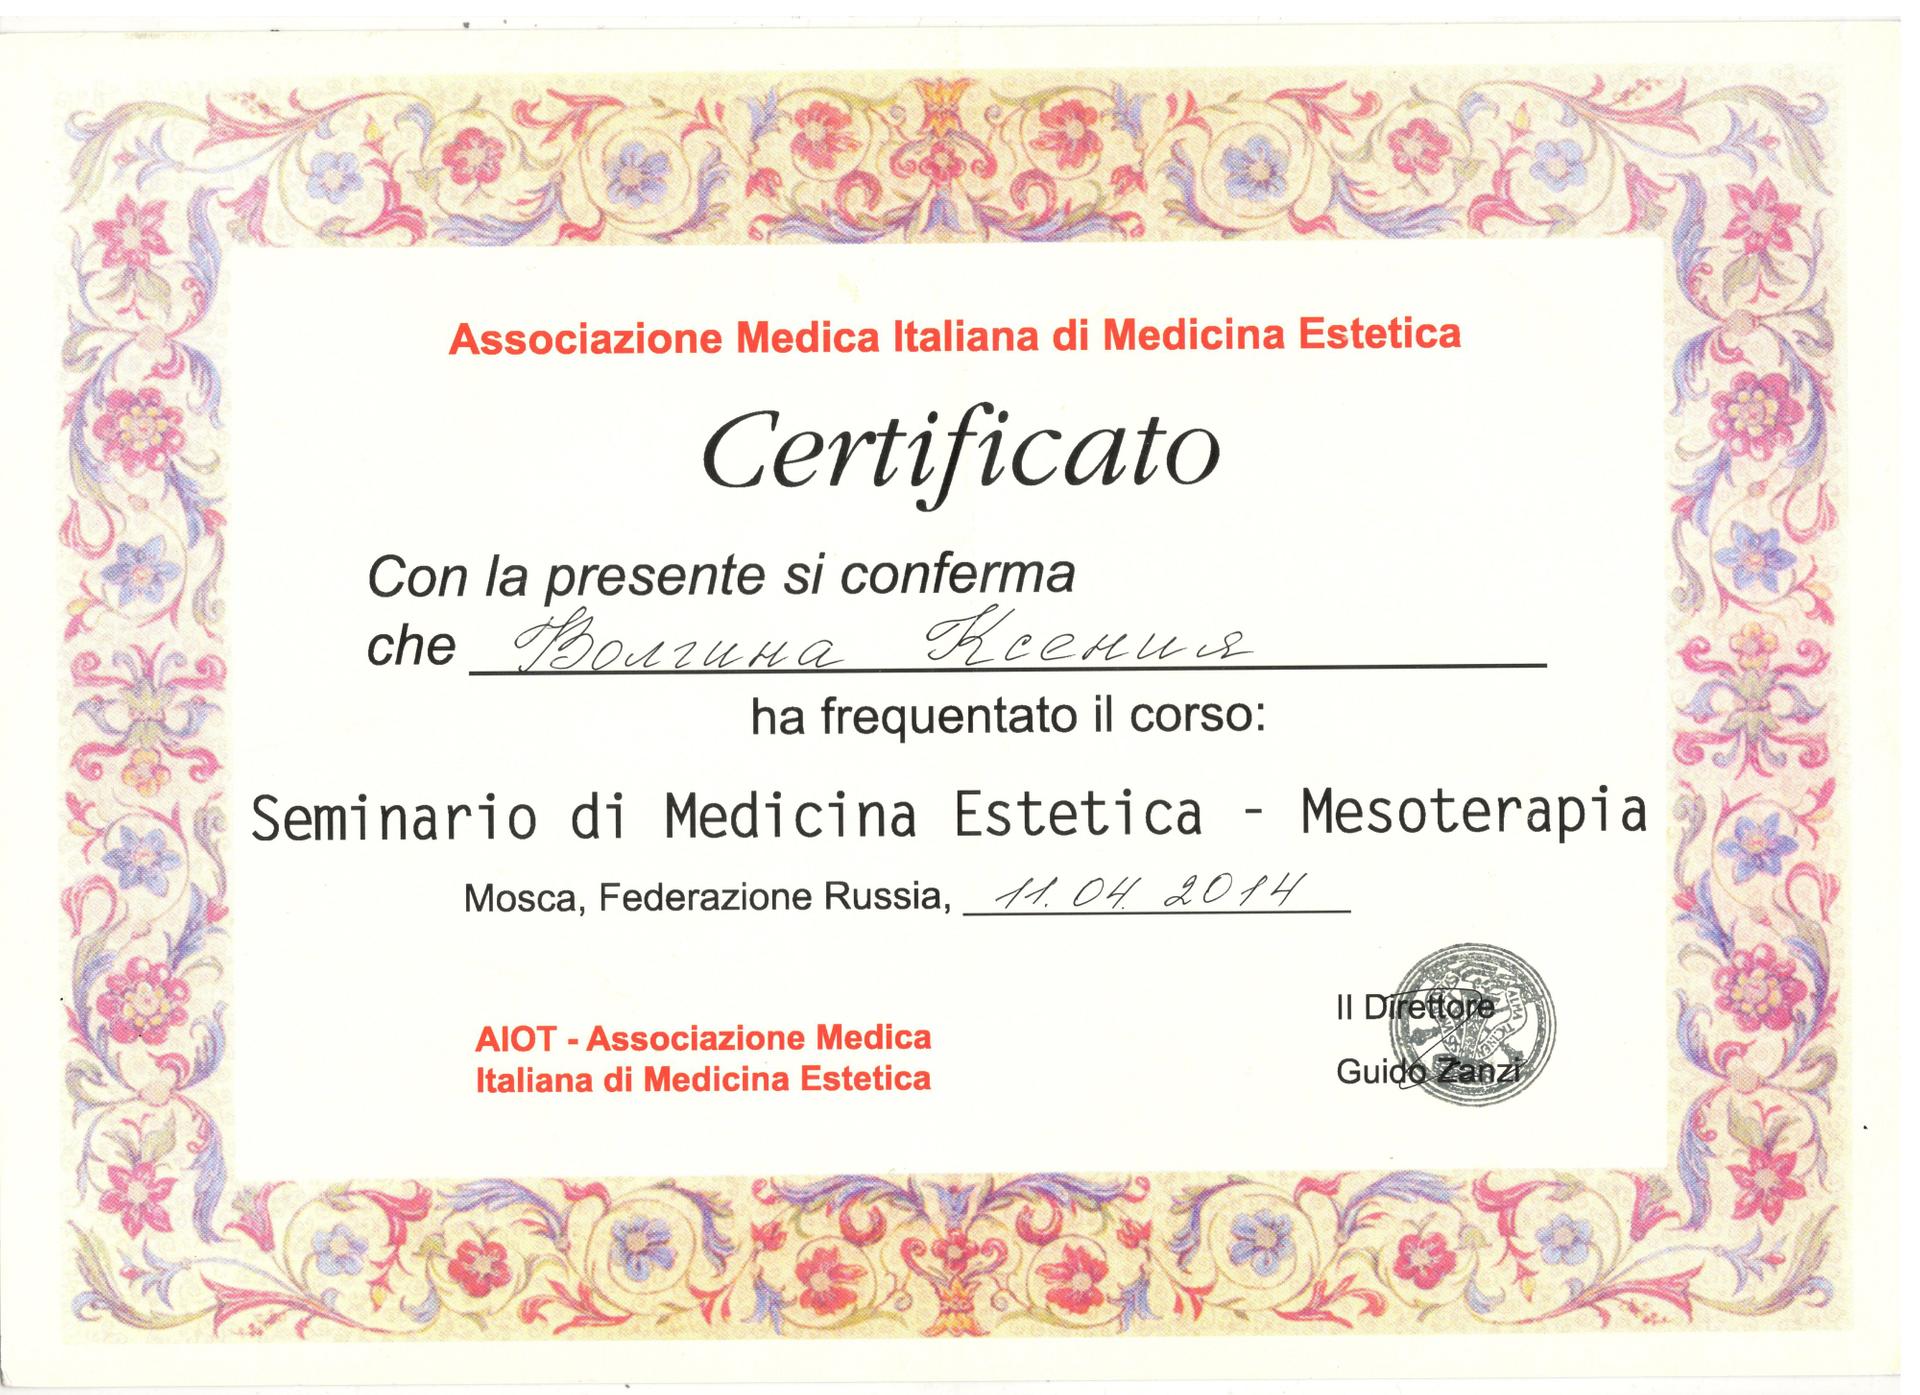 Associazione Medica Italiana di Medicina Estetica
Certificato
Con la presente si conferma
che Волгина Ксения
ha frequentato il corso:
Seminario di Medicina Estetica - Mesoterapia
Mosca, Federazione Russia, 11.04.2014
Il Direttore
Guido Zanzi
AIOT - Associazione Medica
Italiana di Medicina Estetica